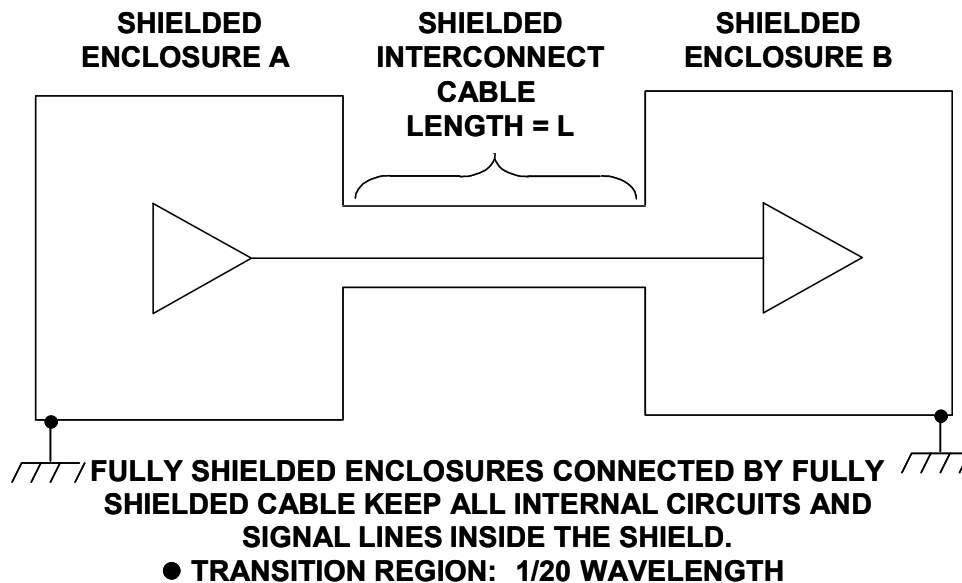 SHIELDED
ENCLOSURE A
SHIELDED
INTERCONNECT
CABLE
LENGTH = L
SHIELDED
ENCLOSURE B
FULLY SHIELDED ENCLOSURES CONNECTED BY FULLY
SHIELDED CABLE KEEP ALL INTERNAL CIRCUITS AND
SIGNAL LINES INSIDE THE SHIELD.
● TRANSITION REGION: 1/20 WAVELENGTH